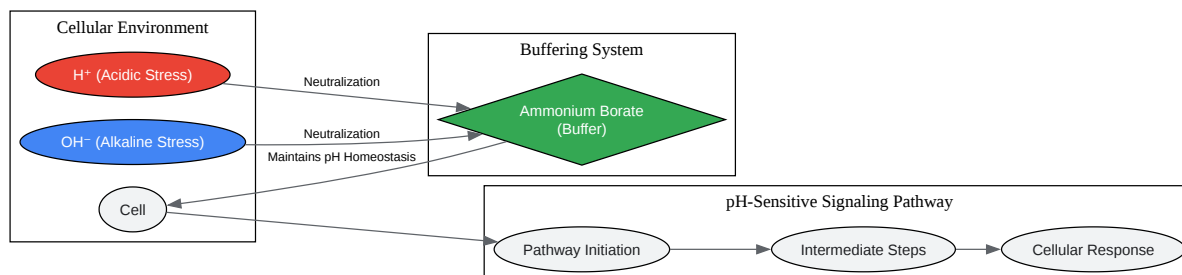 Cellular Environment
H⁺ (Acidic Stress)
OH⁻ (Alkaline Stress)
Cell
Neutralization
Neutralization
Maintains pH Homeostasis
Buffering System
Ammonium Borate
(Buffer)
pH-Sensitive Signaling Pathway
Pathway Initiation
Intermediate Steps
Cellular Response